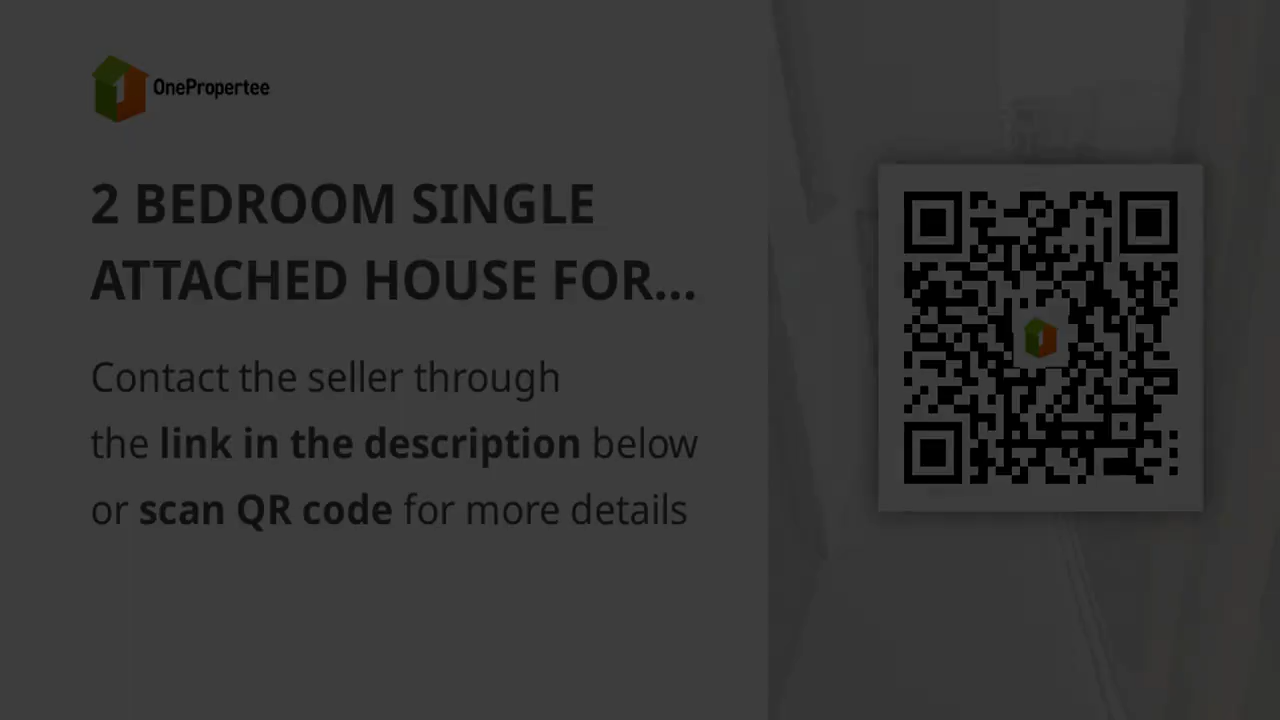 OnePropertee
2 BEDROOM SINGLE
ATTACHED HOUSE FOR...
Contact the seller through
the link in the description below
or scan QR code for more details